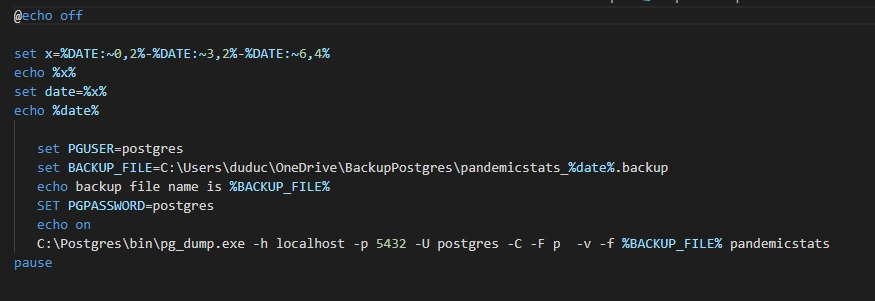 @echo off
set x=%DATE:~0,2%-%DATE:~3,2%-%DATE:~6,4%
echo %x%
set date=%x%
echo %date%
set PGUSER=postgres
set BACKUP_FILE=C:\Users\duduc\OneDrive\BackupPostgres\pandemicstats_%date%.backup
echo backup file name is %BACKUP_FILE%
SET PGPASSWORD=postgres
echo on
C:\Postgres\bin\pg_dump.exe -h localhost -p 5432 -U postgres -C -F p  -v -f %BACKUP_FILE% pandemicstats
pause